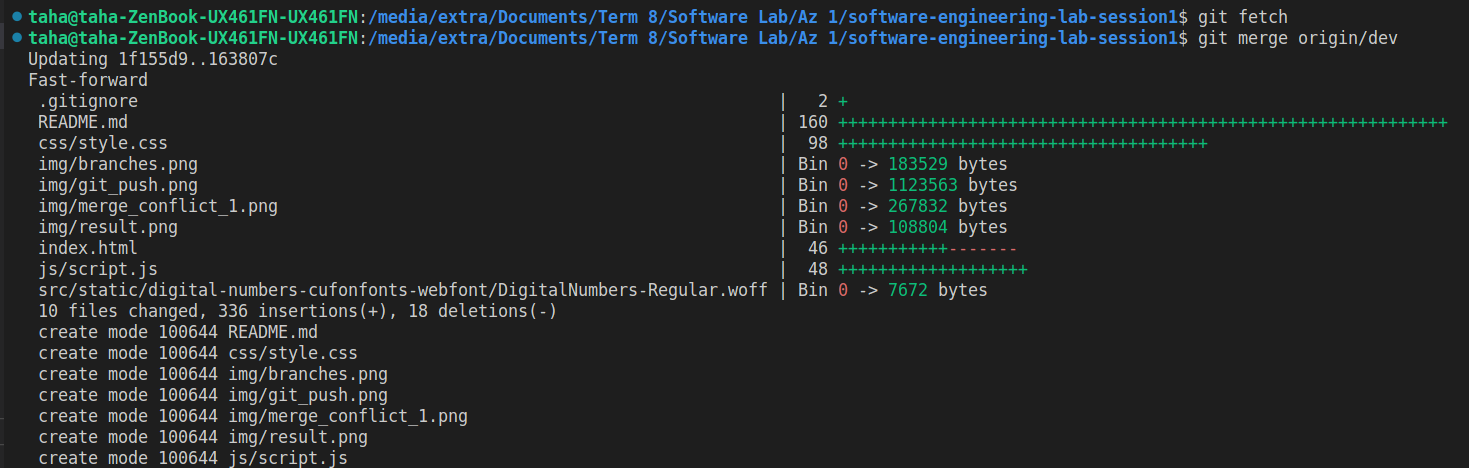 taha@taha-ZenBook-UX461FN-UX461FN:/media/extra/Documents/Term 8/Software Lab/Az 1/software-engineering-lab-session1$ git fetch
taha@taha-ZenBook-UX461FN-UX461FN:/media/extra/Documents/Term 8/Software Lab/Az 1/software-engineering-lab-session1$ git merge origin/dev
Updating 1f155d9..163807c
Fast-forward
 .gitignore                                                                |   2 +
 README.md                                                                 | 160 +++++++++++++++++++++++++++++++++++++++++++++++++++++++++++++
 css/style.css                                                             |  98 +++++++++++++++++++++++++++++++++++++
 img/branches.png                                                          | Bin 0 -> 183529 bytes
 img/git_push.png                                                          | Bin 0 -> 1123563 bytes
 img/merge_conflict_1.png                                                  | Bin 0 -> 267832 bytes
 img/result.png                                                            | Bin 0 -> 108804 bytes
 index.html                                                                |  46 +++++++++++-------
 js/script.js                                                              |  48 +++++++++++++++++++
 src/static/digital-numbers-cufonfonts-webfont/DigitalNumbers-Regular.woff | Bin 0 -> 7672 bytes
 10 files changed, 336 insertions(+), 18 deletions(-)
 create mode 100644 README.md
 create mode 100644 css/style.css
 create mode 100644 img/branches.png
 create mode 100644 img/git_push.png
 create mode 100644 img/merge_conflict_1.png
 create mode 100644 img/result.png
 create mode 100644 js/script.js